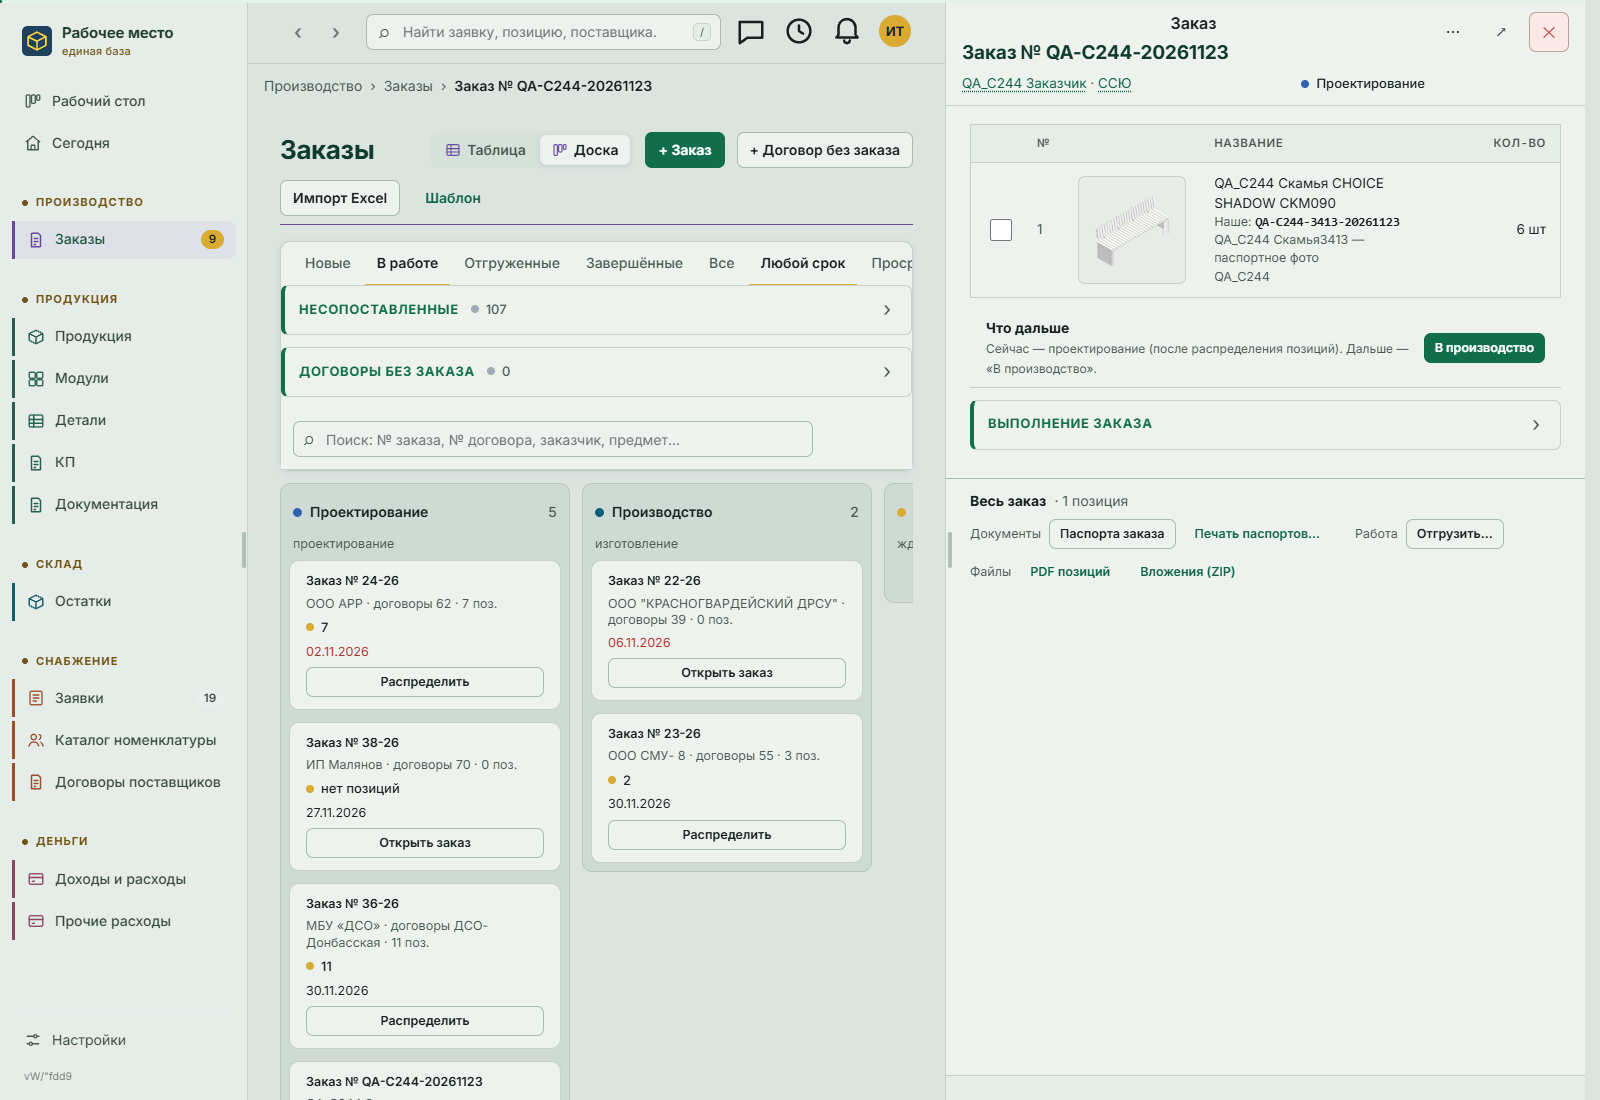 Рабочее место
единая база
Рабочий стол
Сегодня
ПРОИЗВОДСТВО
Заказы 9
ПРОДУКЦИЯ
Продукция
Модули
Детали
КП
Документация
СКЛАД
Остатки
СНАБЖЕНИЕ
Заявки 19
Каталог номенклатуры
Договоры поставщиков
ДЕНЬГИ
Доходы и расходы
Прочие расходы
Настройки
vW/"fdd9
Найти заявку, позицию, поставщика. /
ИТ
Производство › Заказы › Заказ № QA-C244-20261123
Заказы
Таблица Доска + Заказ + Договор без заказа
Импорт Excel Шаблон
Новые В работе Отгруженные Завершённые Все Любой срок Проср
НЕСОПОСТАВЛЕННЫЕ 107
ДОГОВОРЫ БЕЗ ЗАКАЗА 0
Поиск: № заказа, № договора, заказчик, предмет...
Проектирование 5
проектирование
Заказ № 24-26
ООО АРР · договоры 62 · 7 поз.
7
02.11.2026
Распределить
Заказ № 38-26
ИП Малянов · договоры 70 · 0 поз.
нет позиций
27.11.2026
Открыть заказ
Заказ № 36-26
МБУ «ДСО» · договоры ДСО-
Донбасская · 11 поз.
11
30.11.2026
Распределить
Заказ № QA-C244-20261123
Производство 2
изготовление
Заказ № 22-26
ООО "КРАСНОГВАРДЕЙСКИЙ ДРСУ" ·
договоры 39 · 0 поз.
06.11.2026
Открыть заказ
Заказ № 23-26
ООО СМУ- 8 · договоры 55 · 3 поз.
2
30.11.2026
Распределить
жд
Заказ
Заказ № QA-C244-20261123
QA_C244 Заказчик · ССЮ
Проектирование
№ НАЗВАНИЕ КОЛ-ВО
1
QA_C244 Скамья CHOICE
SHADOW СКМ090
Наше: QA-C244-3413-20261123
QA_C244 Скамья3413 —
паспортное фото
QA_C244
6 шт
Что дальше
Сейчас — проектирование (после распределения позиций). Дальше —
«В производство».
В производство
ВЫПОЛНЕНИЕ ЗАКАЗА
Весь заказ · 1 позиция
Документы Паспорта заказа Печать паспортов... Работа Отгрузить...
Файлы PDF позиций Вложения (ZIP)